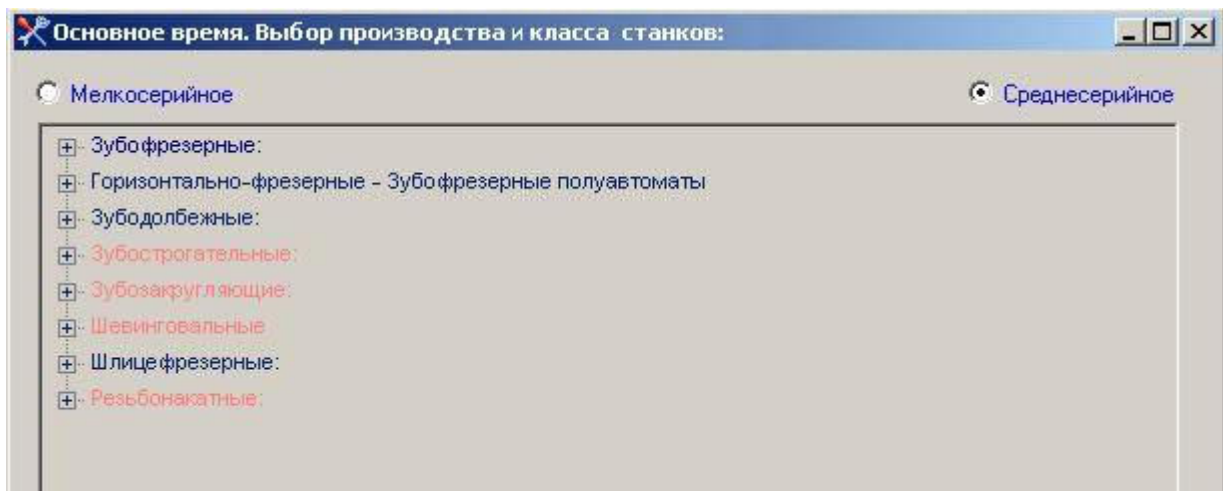 Основное время. Выбор производства и класса станков:
Мелкосерийное Среднесерийное
Зубофрезерные:
Горизонтально-фрезерные - Зубофрезерные полуавтоматы
Зубодолбежные:
Зубострогательные:
Зубозакругляющие:
Шевинговальные
Шлицефрезерные:
Резьбонакатные: